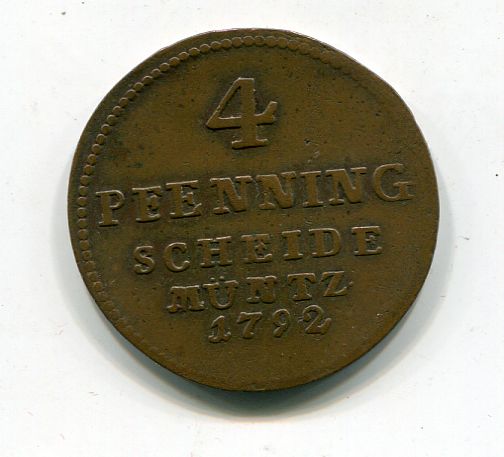 4
PFENNING
SCHEIDE
MÜNTZ
1792